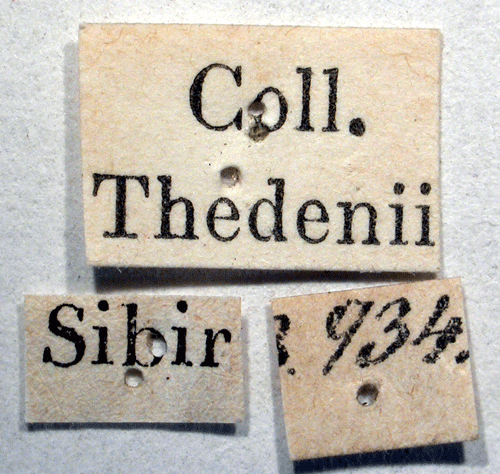 Coll.
Thedenii
Sibir
934.